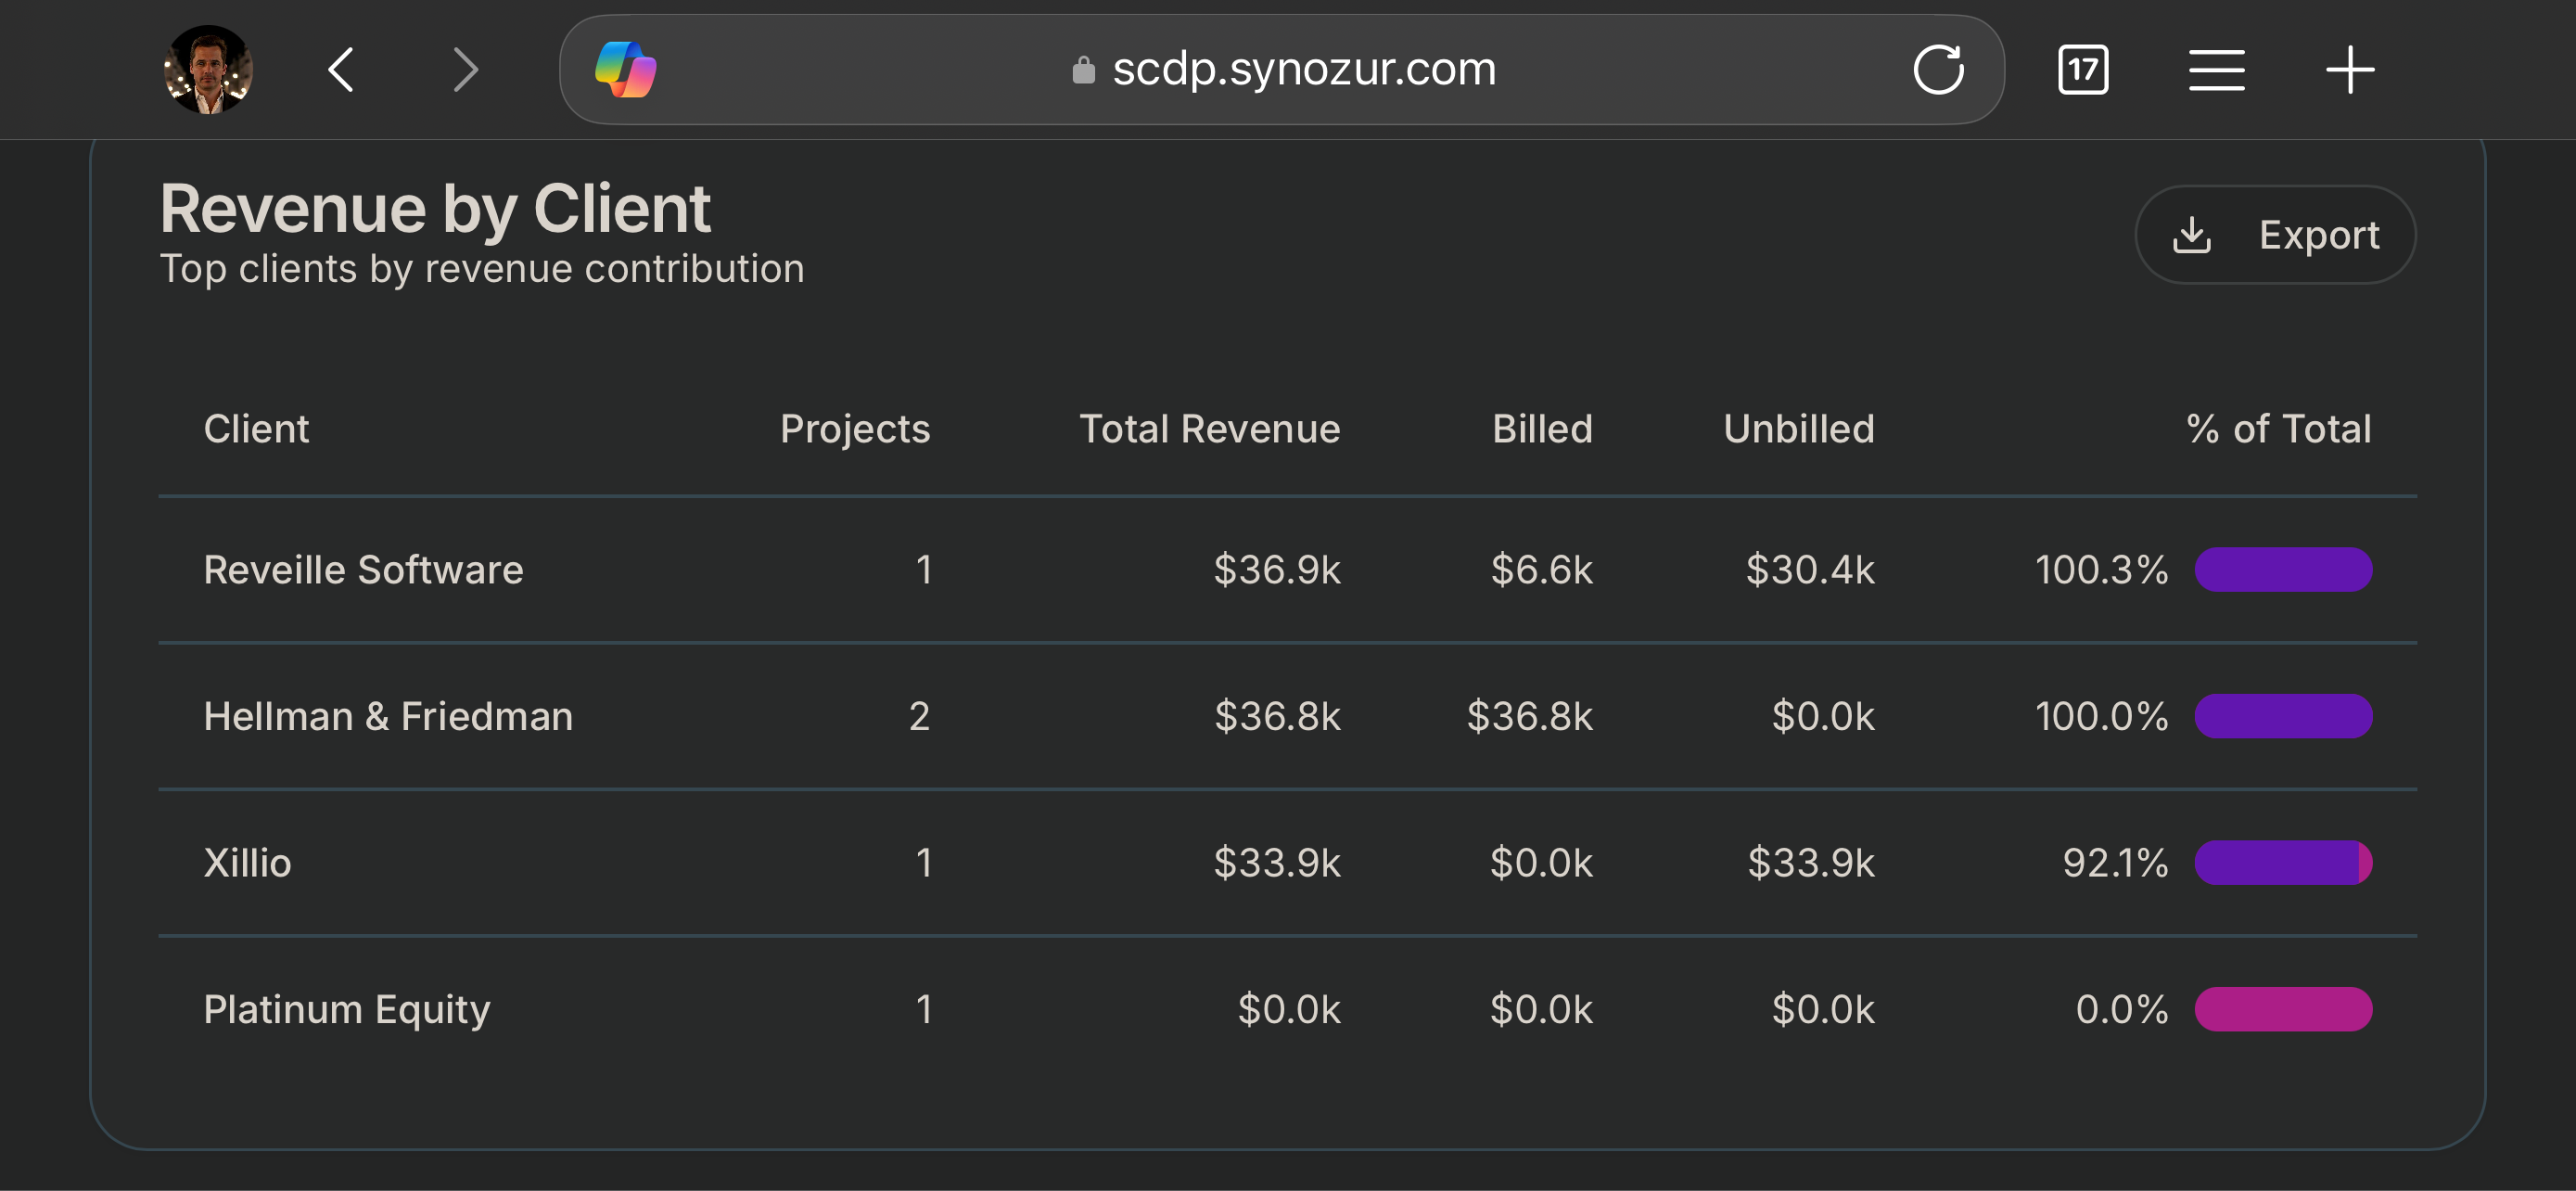 scdp.synozur.com
17
Revenue by Client
Top clients by revenue contribution
Export
Client Projects Total Revenue Billed Unbilled % of Total
Reveille Software 1 $36.9k $6.6k $30.4k 100.3%
Hellman & Friedman 2 $36.8k $36.8k $0.0k 100.0%
Xillio 1 $33.9k $0.0k $33.9k 92.1%
Platinum Equity 1 $0.0k $0.0k $0.0k 0.0%